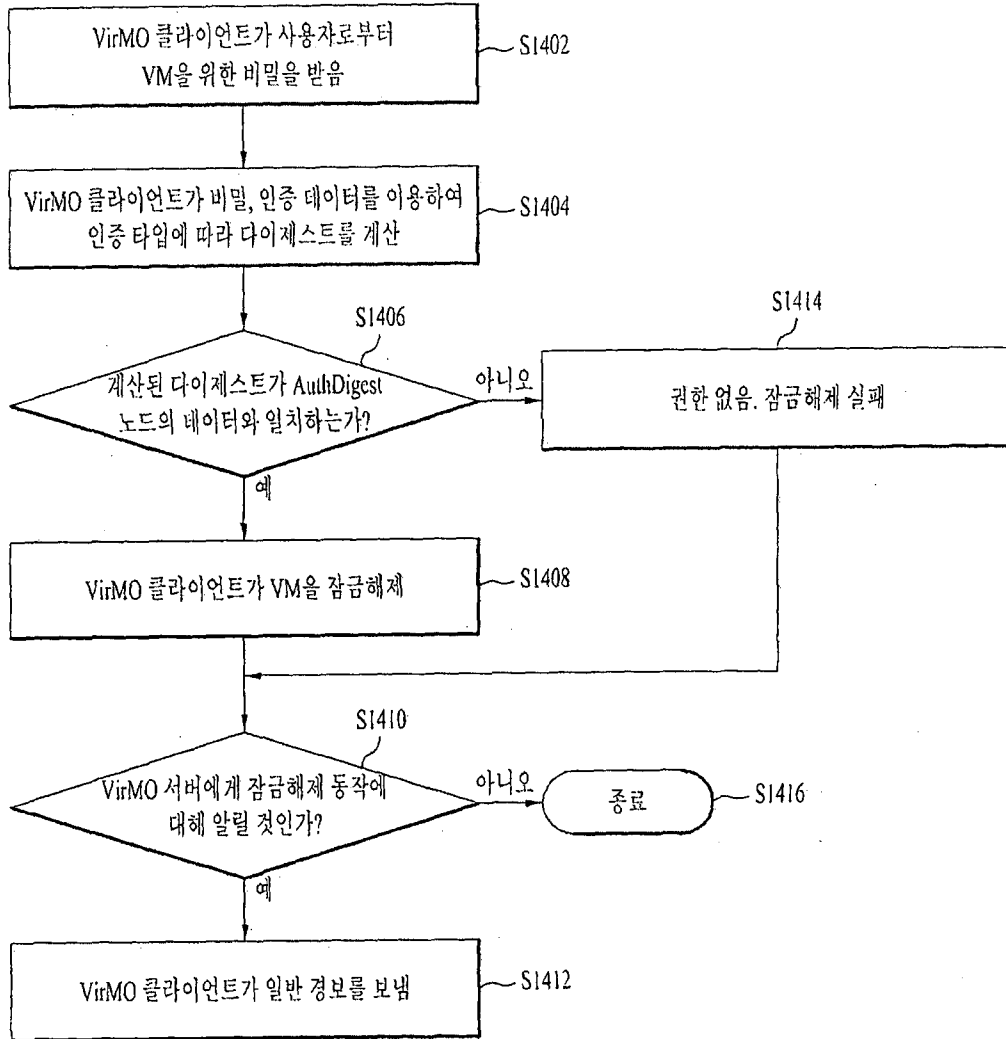 VirMO 클라이언트가 사용자로부터
VM을 위한 비밀을 받음
S1402
VirMO 클라이언트가 비밀, 인증 데이터를 이용하여
인증 타입에 따라 다이제스트를 계산
S1404
S1406
계산된 다이제스트가 AuthDigest
노드의 데이터와 일치하는가?
아니오
예
S1414
권한 없음. 잠금해제 실패
VirMO 클라이언트가 VM을 잠금해제
S1408
S1410
VirMO 서버에게 잠금해제 동작에
대해 알릴 것인가?
아니오
종료
S1416
예
VirMO 클라이언트가 일반 경보를 보냄
S1412